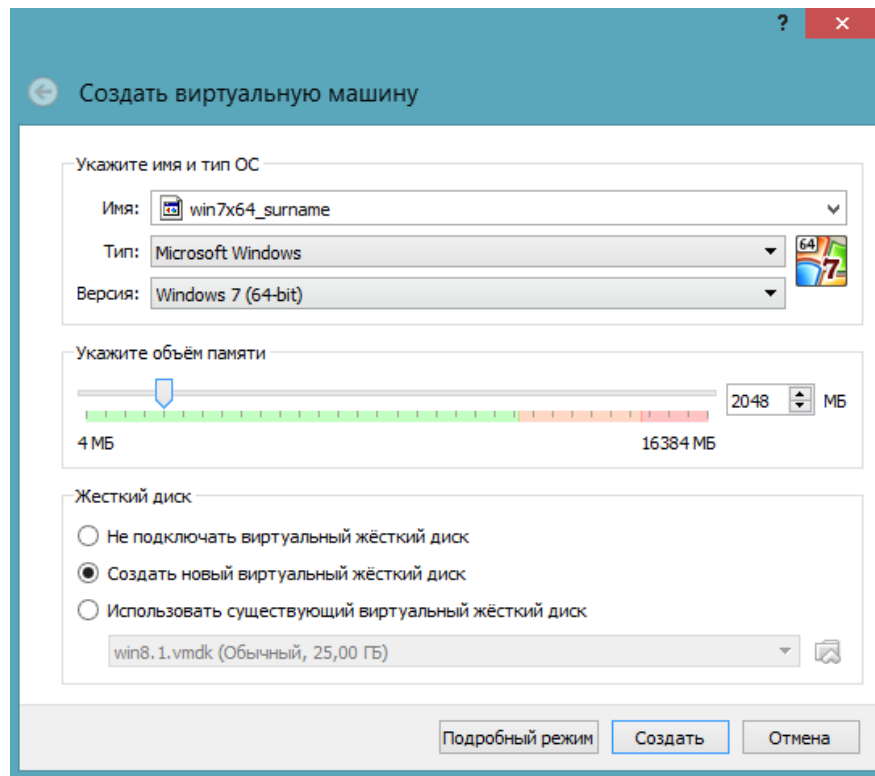 ?
Создать виртуальную машину
Укажите имя и тип ОС
Имя: win7x64_surname
Тип: Microsoft Windows
64
7
Версия: Windows 7 (64-bit)
Укажите объём памяти
2048 МБ
4 МБ 16384 МБ
Жесткий диск
Не подключать виртуальный жёсткий диск
Создать новый виртуальный жёсткий диск
Использовать существующий виртуальный жёсткий диск
win8.1.vmdk (Обычный, 25,00 ГБ)
Подробный режим Создать Отмена